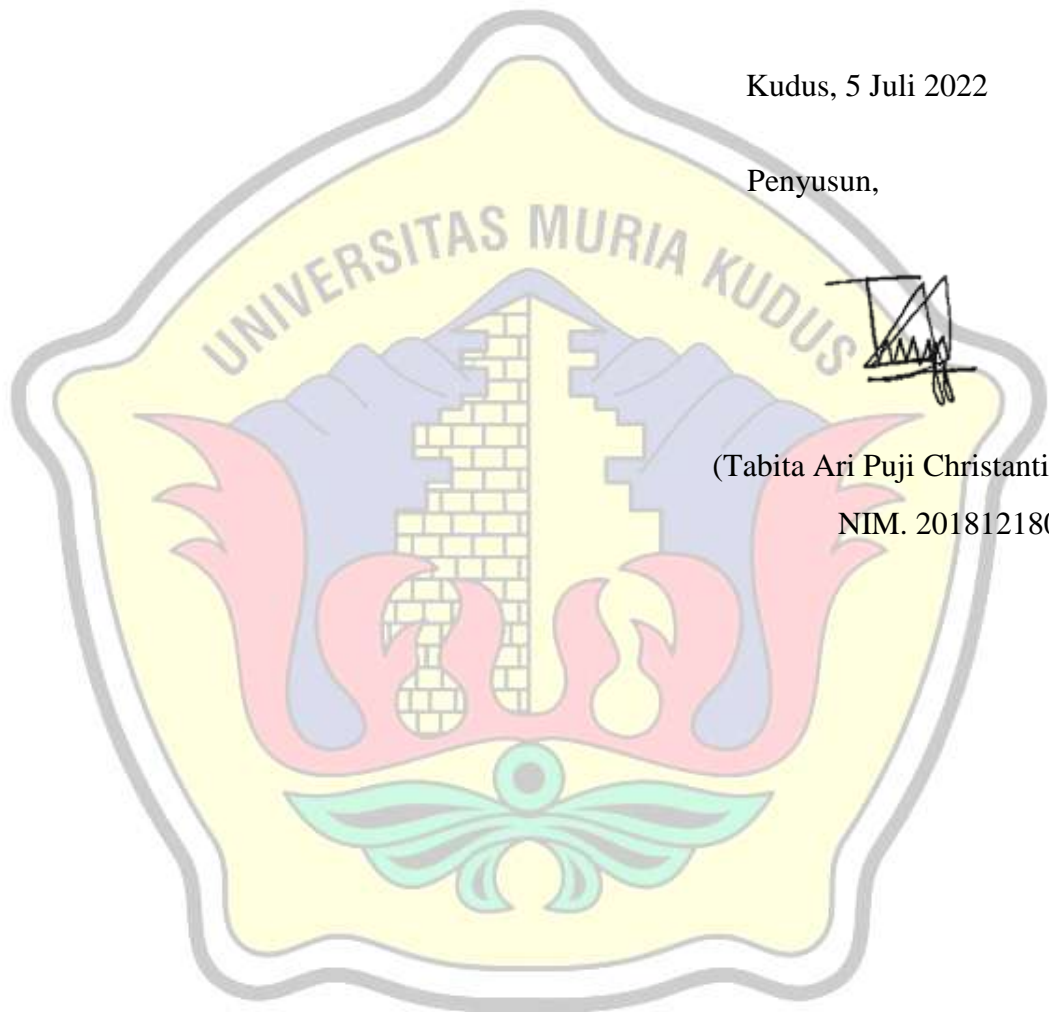 Kudus, 5 Juli 2022
Penyusun,
UNIVERSITAS MURIA KUDUS
(Tabita Ari Puji Christanti
NIM. 201812180